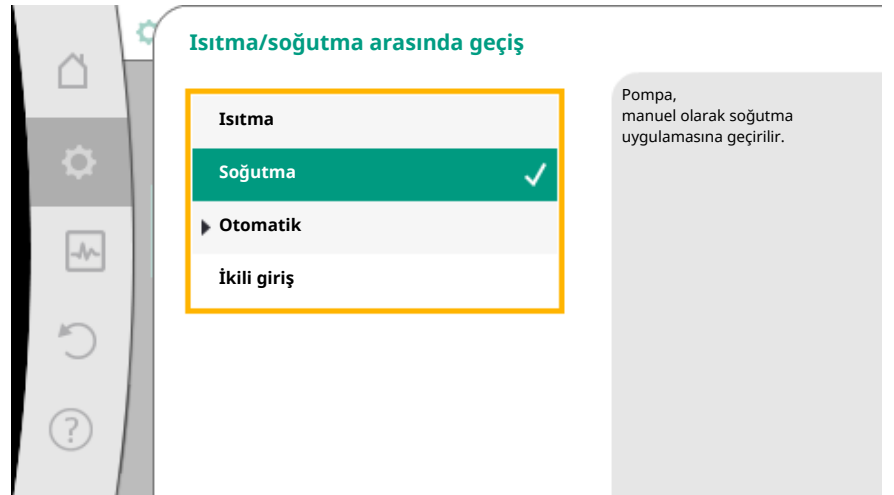 Isıtma/soğutma arasında geçiş
Isıtma
Soğutma
Otomatik
İkili giriş
Pompa,
manuel olarak soğutma
uygulamasına geçirilir.
?